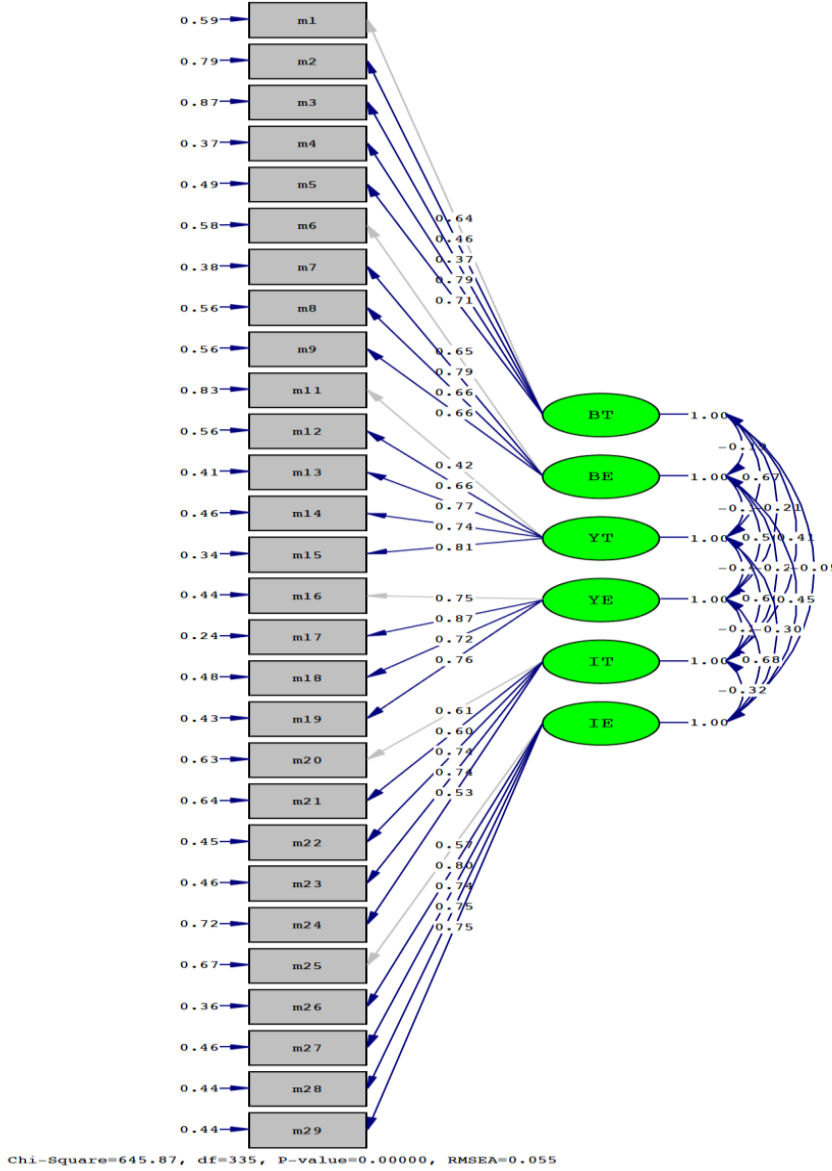 0.59 m1
0.79 m2
0.87 m3
0.37 m4
0.49 m5
0.58 m6
0.38 m7
0.56 m8
0.56 m9
0.83 m11
0.56 m12
0.41 m13
0.46 m14
0.34 m15
0.44 m16
0.24 m17
0.48 m18
0.43 m19
0.63 m20
0.64 m21
0.45 m22
0.46 m23
0.72 m24
0.67 m25
0.36 m26
0.46 m27
0.44 m28
0.44 m29
0.64
0.46
0.37
0.79
0.71
0.65
0.79
0.66
0.66
0.42
0.66
0.77
0.74
0.81
0.75
0.87
0.72
0.76
0.61
0.60
0.74
0.74
0.53
0.57
0.80
0.74
0.75
0.75
BT 1.00
BE 1.00
YT 1.00
YE 1.00
IT 1.00
IE 1.00
0.67
-0.21
0.41
0.45
-0.30
0.68
-0.32
Chi-Square=645.87, df=335, P-value=0.00000, RMSEA=0.055